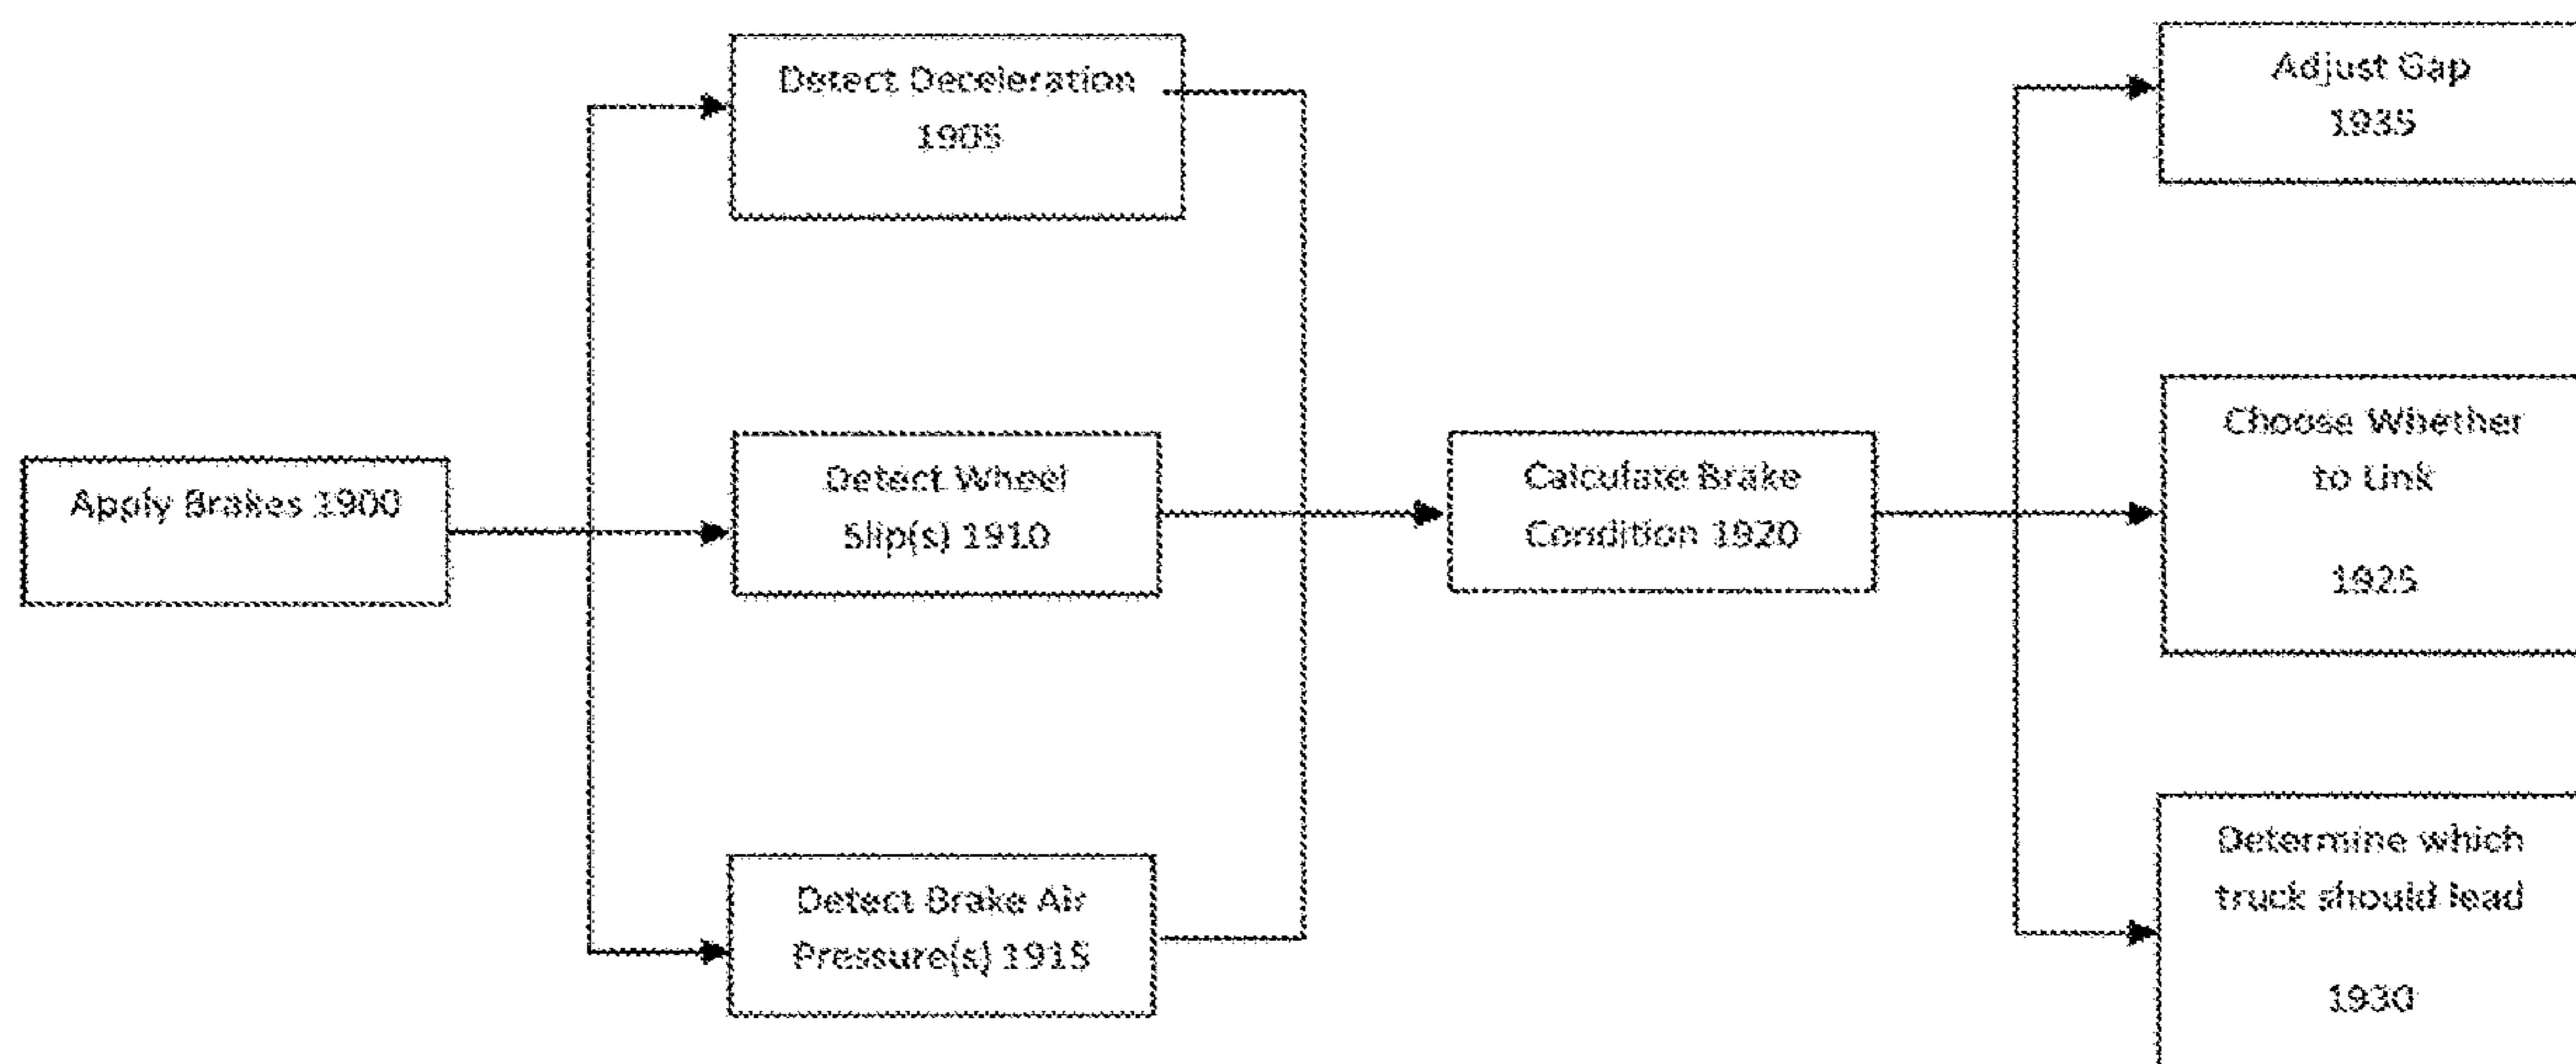 Apply Brakes 1900
Detect Deceleration
1905
Detect Wheel
Slip(s) 1910
Detect Brake Air
Pressure(s) 1915
Calculate Brake
Condition 1920
Adjust Gap
1935
Choose Whether
to Link
1925
Determine which
truck should lead
1930